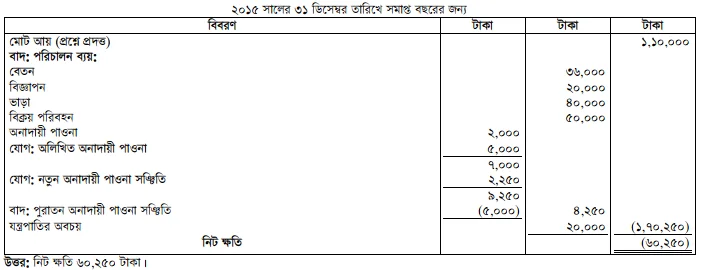 ২০১৫ সালের ৩১ ডিসেম্বর তারিখে সমাপ্ত বছরের জন্য
বিবরণ টাকা টাকা টাকা
মোট আয় (প্রশ্নে প্রদত্ত) ১,১০,০০০
বাদ: পরিচালন ব্যয়:
বেতন ৩৬,০০০
বিজ্ঞাপন ২০,০০০
ভাড়া ৪০,০০০
বিক্রয় পরিবহন ৫০,০০০
অনাদায়ী পাওনা ২,০০০
যোগ: অলিখিত অনাদায়ী পাওনা ৫,০০০
৭,০০০
যোগ: নতুন অনাদায়ী পাওনা সঞ্চিতি ২,২৫০
৯,২৫০
বাদ: পুরাতন অনাদায়ী পাওনা সঞ্চিতি (৫,০০০) ৪,২৫০
যন্ত্রপাতির অবচয় ২০,০০০ (১,৭০,২৫০)
নিট ক্ষতি (৬০,২৫০)
উত্তর: নিট ক্ষতি ৬০,২৫০ টাকা।